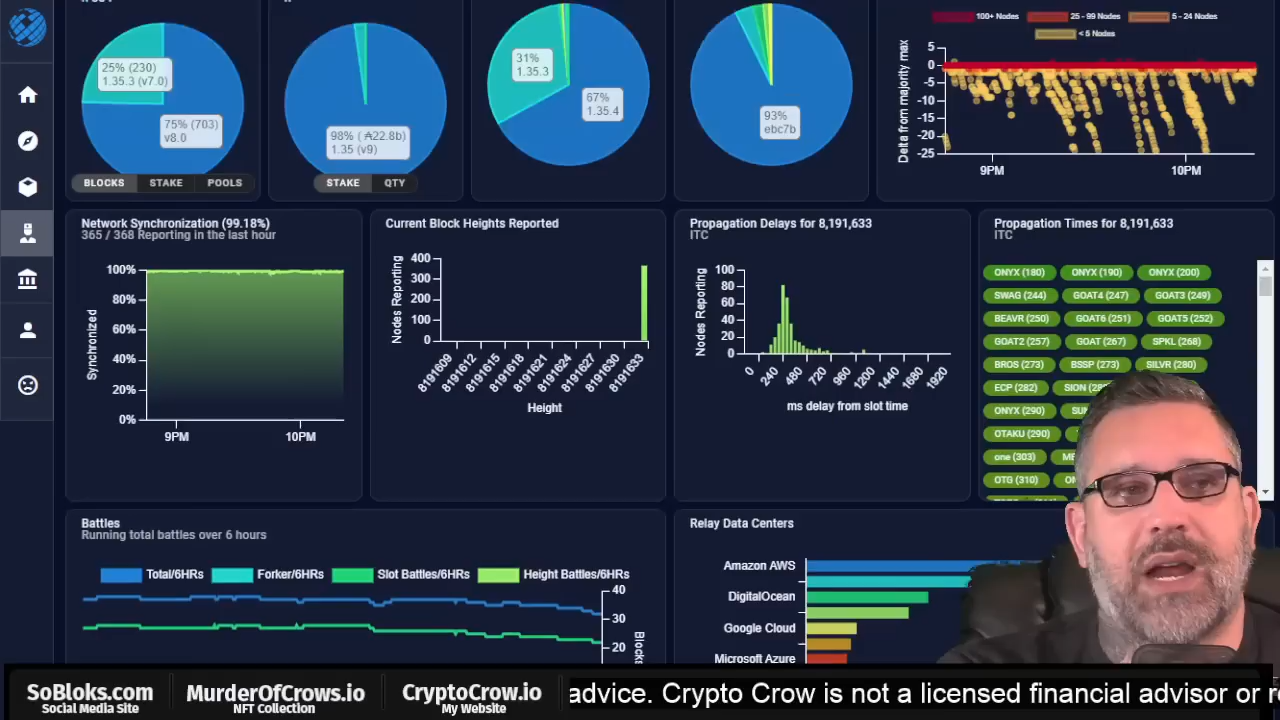 25% (230)
1.35.3 (v7.0)
75% (703)
v8.0
BLOCKS STAKE POOLS
98% ( ₳22.8b)
1.35 (v9)
STAKE QTY
31%
1.35.3
67%
1.35.4
93%
ebc7b
100+ Nodes 25 - 99 Nodes 5 - 24 Nodes
< 5 Nodes
Delta from majority max
5
0
-5
-10
-15
-20
-25
9PM 10PM
Network Synchronization (99.18%)
365 / 368 Reporting in the last hour
Synchronized
100%
80%
60%
40%
20%
0%
9PM 10PM
Current Block Heights Reported
Nodes Reporting
400
300
200
100
0
8191609 8191612 8191615 8191618 8191621 8191624 8191627 8191630 8191633
Height
Propagation Delays for 8,191,633
ITC
Nodes Reporting
100
80
60
40
20
0
0 240 480 720 960 1200 1440 1680 1920
ms delay from slot time
Propagation Times for 8,191,633
ITC
ONYX (180) ONYX (190) ONYX (200)
SWAG (244) GOAT4 (247) GOAT3 (249)
BEAVR (250) GOAT6 (251) GOAT5 (252)
GOAT2 (257) GOAT (267) SPKL (268)
BROS (273) BSSP (273) SILVR (280)
ECP (282) SION
ONYX (290)
OTAKU (290)
one (303)
OTG (310)
Battles
Running total battles over 6 hours
Total/6HRs Forker/6HRs Slot Battles/6HRs Height Battles/6HRs
40
30
20
Blocks
Relay Data Centers
Amazon AWS
DigitalOcean
Google Cloud
Microsoft Azure
SoBloks.com
Social Media Site
MurderOfCrows.io
NFT Collection
CryptoCrow.io
My Website
advice. Crypto Crow is not a licensed financial advisor or